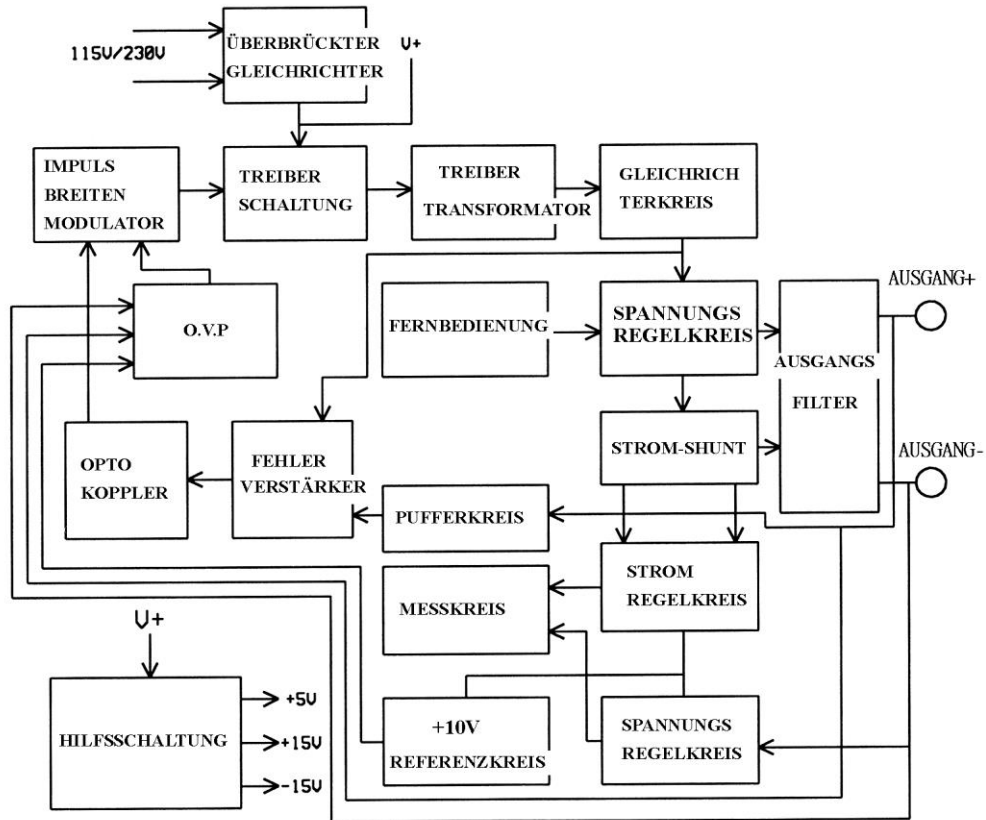 115V/230V
ÜBERBRÜCKTER
GLEICHRICHTER
V+
IMPULS
BREITEN
MODULATOR
TREIBER
SCHALTUNG
TREIBER
TRANSFORMATOR
GLEICHRICH
TERKREIS
O.V.P
FERNBEDIENUNG
SPANNUNGS
REGELKREIS
AUSGANGS
FILTER
AUSGANG+
OPTO
KOPPLER
FEHLER
VERSTÄRKER
STROM-SHUNT
AUSGANG-
PUFFERKREIS
STROM
REGELKREIS
MESSKREIS
V+
HILFSSCHALTUNG
+5V
+15V
-15V
+10V
REFERENZKREIS
SPANNUNGS
REGELKREIS